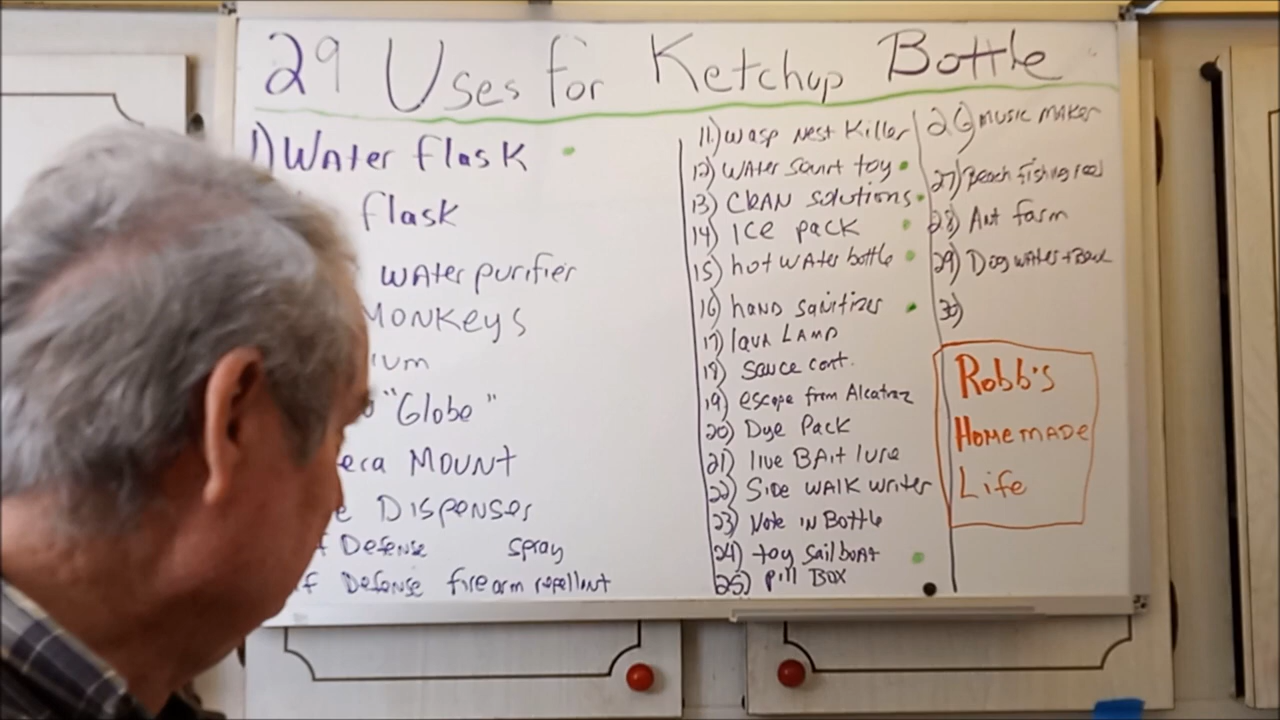 29 Uses for Ketchup Bottle
1) Water flask
flask
Water purifier
Monkeys
ium
"Globe"
eca Mount
e Dispenses
f Defense spray
f Defense firearm repellant
11) Wasp Nest Killer
12) Water Squirt toy
13) Clean Solutions
14) Ice pack
15) hot water bottle
16) hand sanitizer
17) lava Lamp
18) Sauce cont.
19) escape from Alcatraz
20) Dye Pack
21) live Bait lure
22) Side walk writer
23) Note in Bottle
24) toy sailboat
25) pill Box
26) music maker
27) Beach fishing reel
28) Ant farm
29) Dog water +
30)
Robb's
Homemade
Life